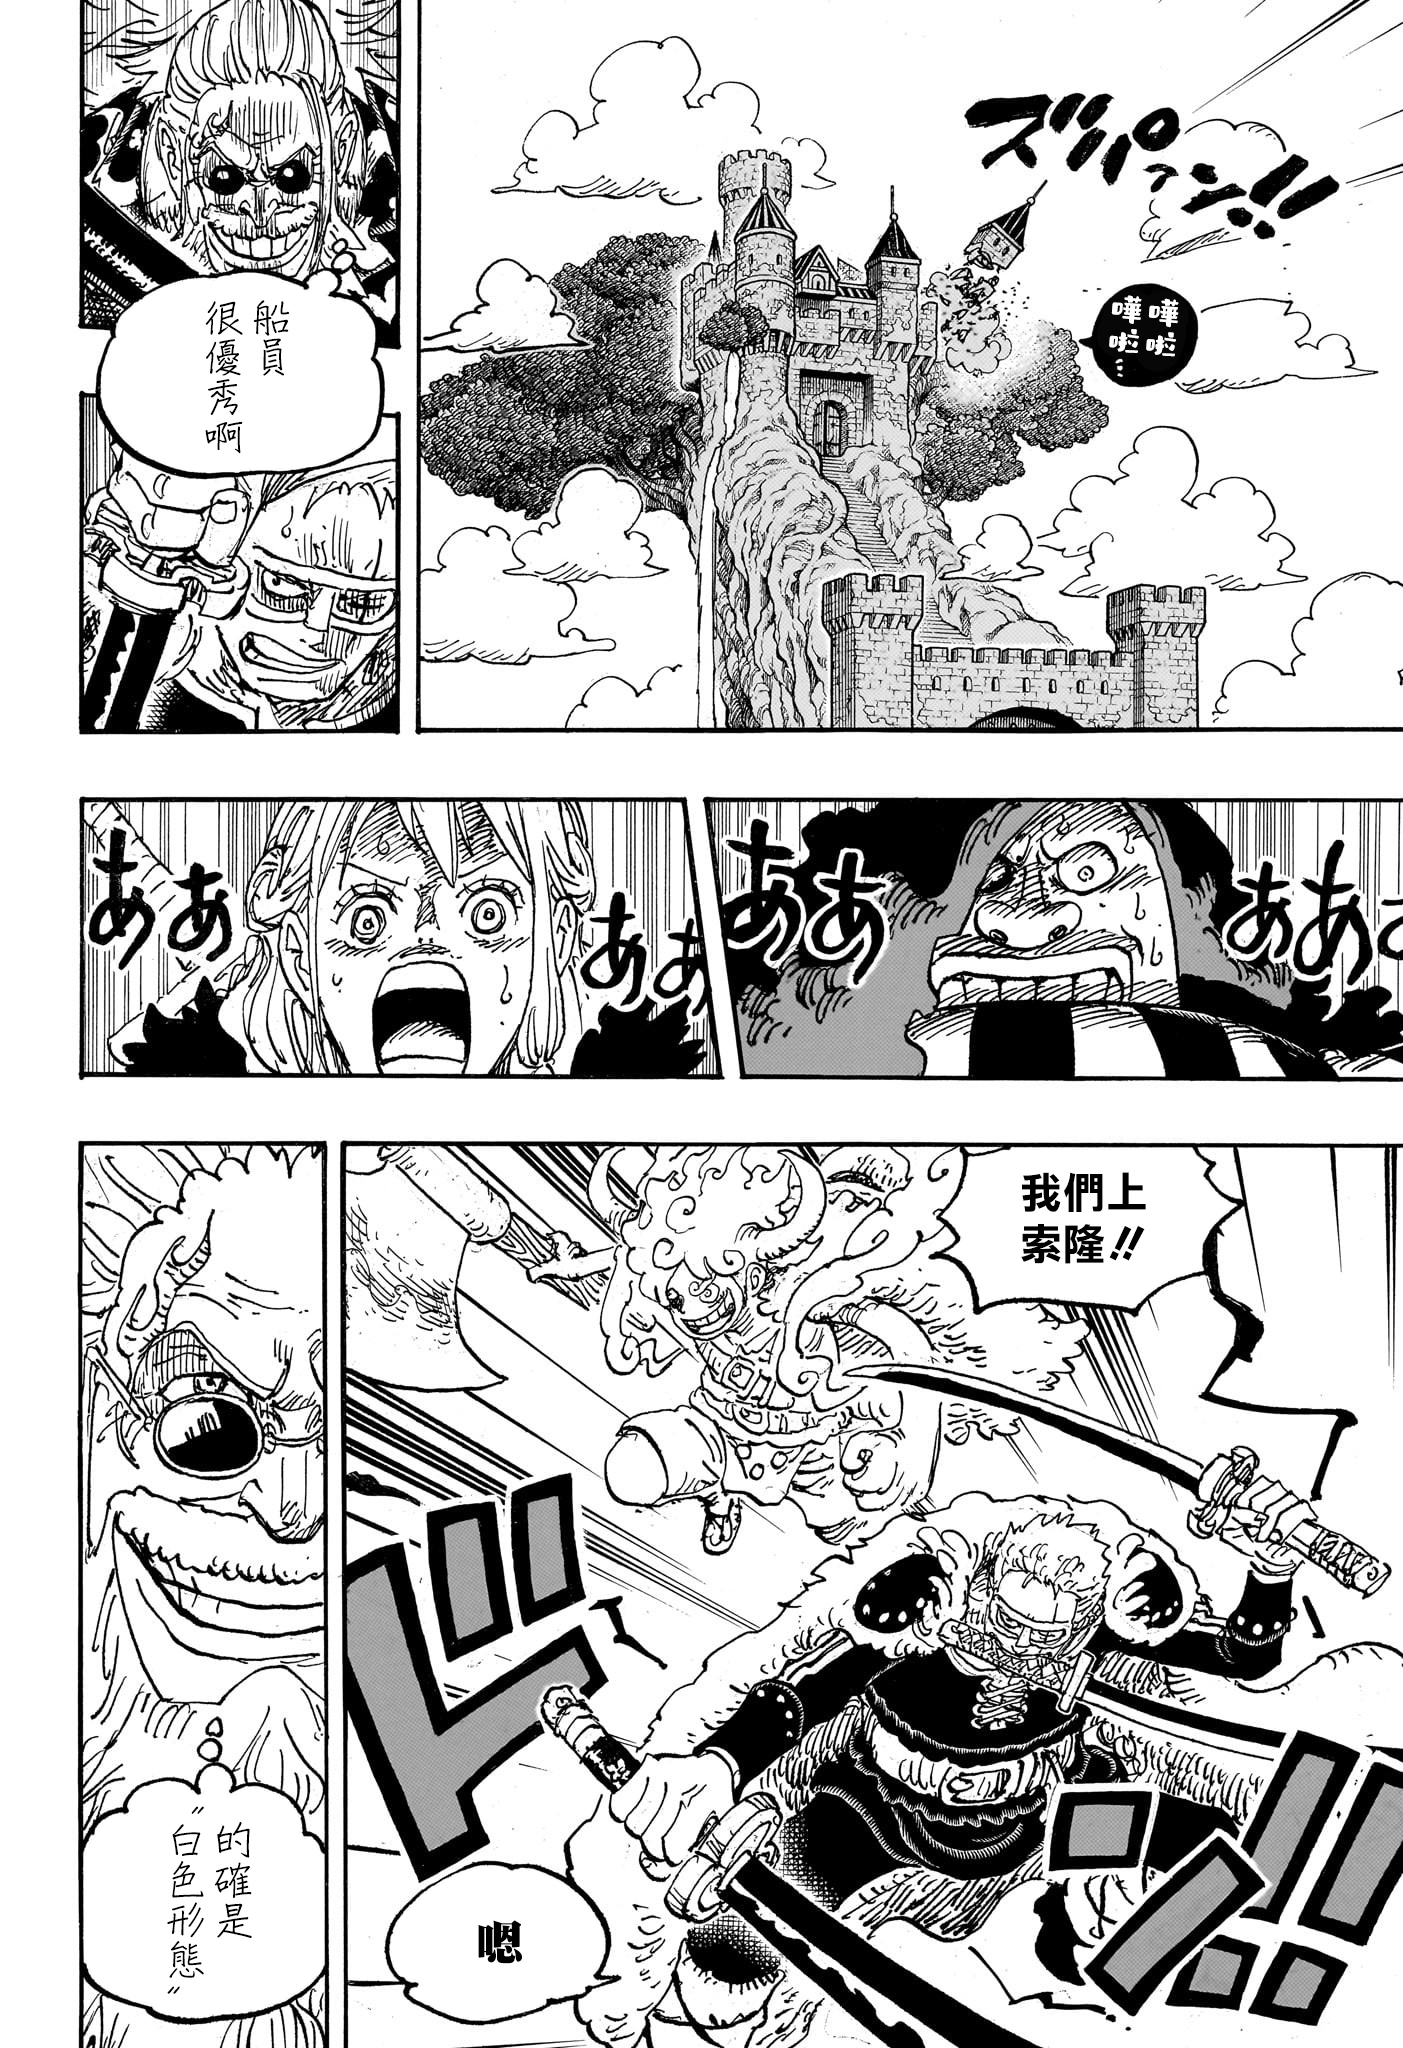 ズパァン!!
嘩啦
嘩啦…
船員
很優秀啊
ああああ
ああああ
我們上
索隆!!
ドドン!!
嗯
的確是
"白色形態"